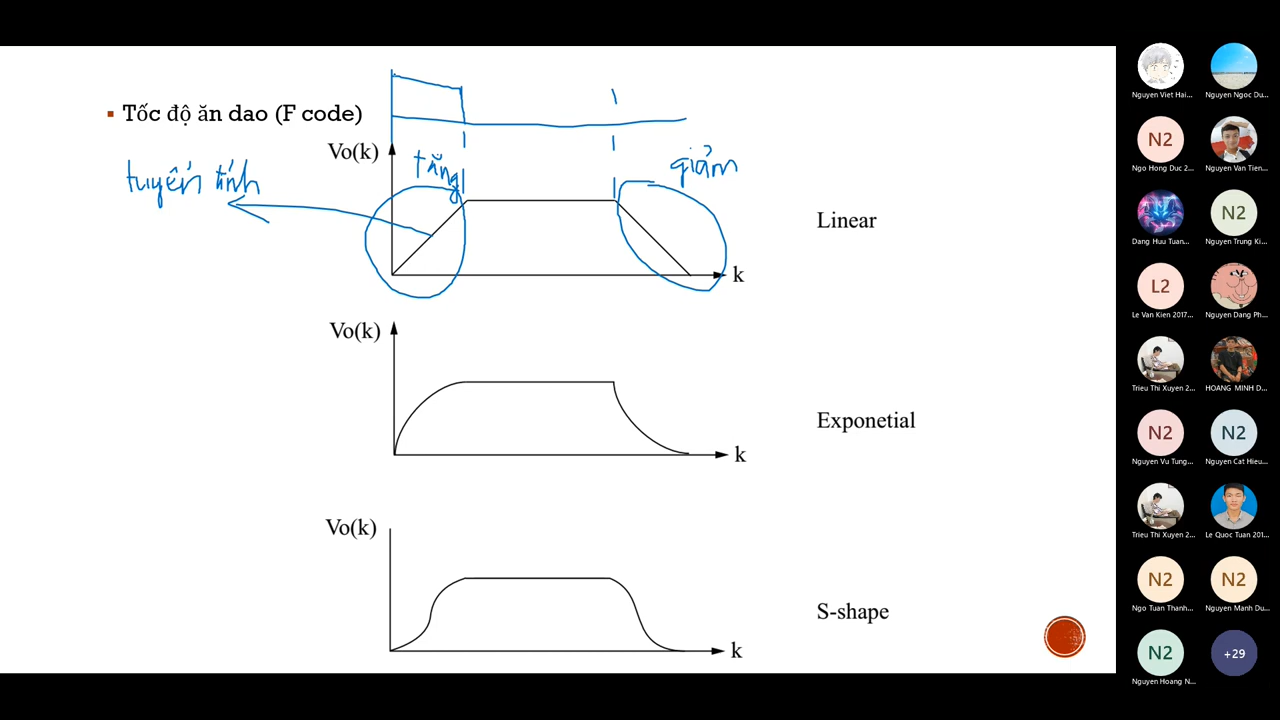 Tốc độ ăn dao (F code)
Vo(k)
tăng
giảm
tuyến tính
Linear
k
Vo(k)
Exponetial
k
Vo(k)
S-shape
k
Nguyen Viet Hai...
Nguyen Ngoc Du...
N2
Ngo Hong Duc 2...
Nguyen Van Tien...
N2
Dang Huu Tuan...
Nguyen Trung Ki...
L2
Le Van Kien 2017...
Nguyen Dang Ph...
Trieu Thi Xuyen 2...
HOANG MINH D...
N2
N2
Nguyen Vu Tung...
Nguyen Cat Hieu...
Trieu Thi Xuyen 2...
Le Quoc Tuan 201...
N2
N2
Ngo Tuan Thanh...
Nguyen Manh Du...
N2
+29
Nguyen Hoang N...